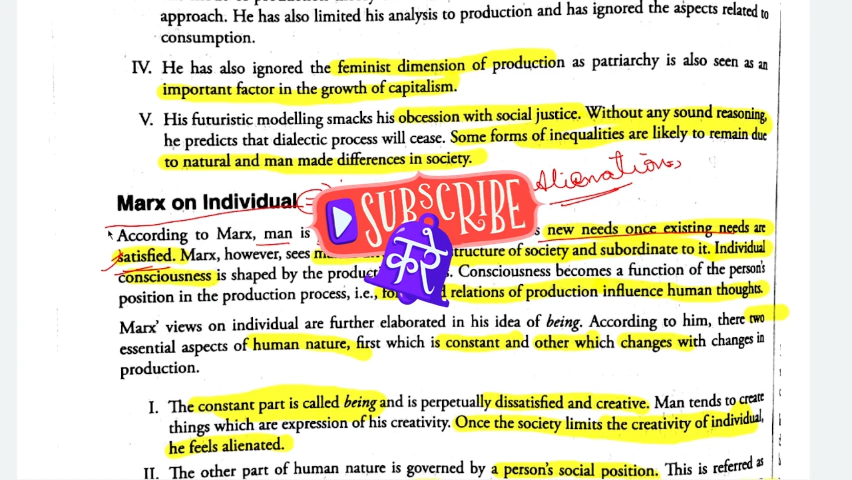 approach. He has also limited his analysis to production and has ignored the aspects related to
consumption.
IV. He has also ignored the feminist dimension of production as patriarchy is also seen as an
important factor in the growth of capitalism.
V. His futuristic modelling smacks his obcession with social justice. Without any sound reasoning,
he predicts that dialectic process will cease. Some forms of inequalities are likely to remain due
to natural and man made differences in society.
Alienation
Marx on Individual
SUBSCRIBE
According to Marx, man is new needs once existing needs are
satisfied. Marx, however, sees structure of society and subordinate to it. Individual
करे
consciousness is shaped by the Consciousness becomes a function of the person's
position in the production process, i.e., relations of production influence human thoughts.
Marx' views on individual are further elaborated in his idea of being. According to him, there two
essential aspects of human nature, first which is constant and other which changes with changes in
production.
I. The constant part is called being and is perpetually dissatisfied and creative. Man tends to create
things which are expression of his creativity. Once the society limits the creativity of individual,
he feels alienated.
II. The other part of human nature is governed by a person's social position. This is referred as